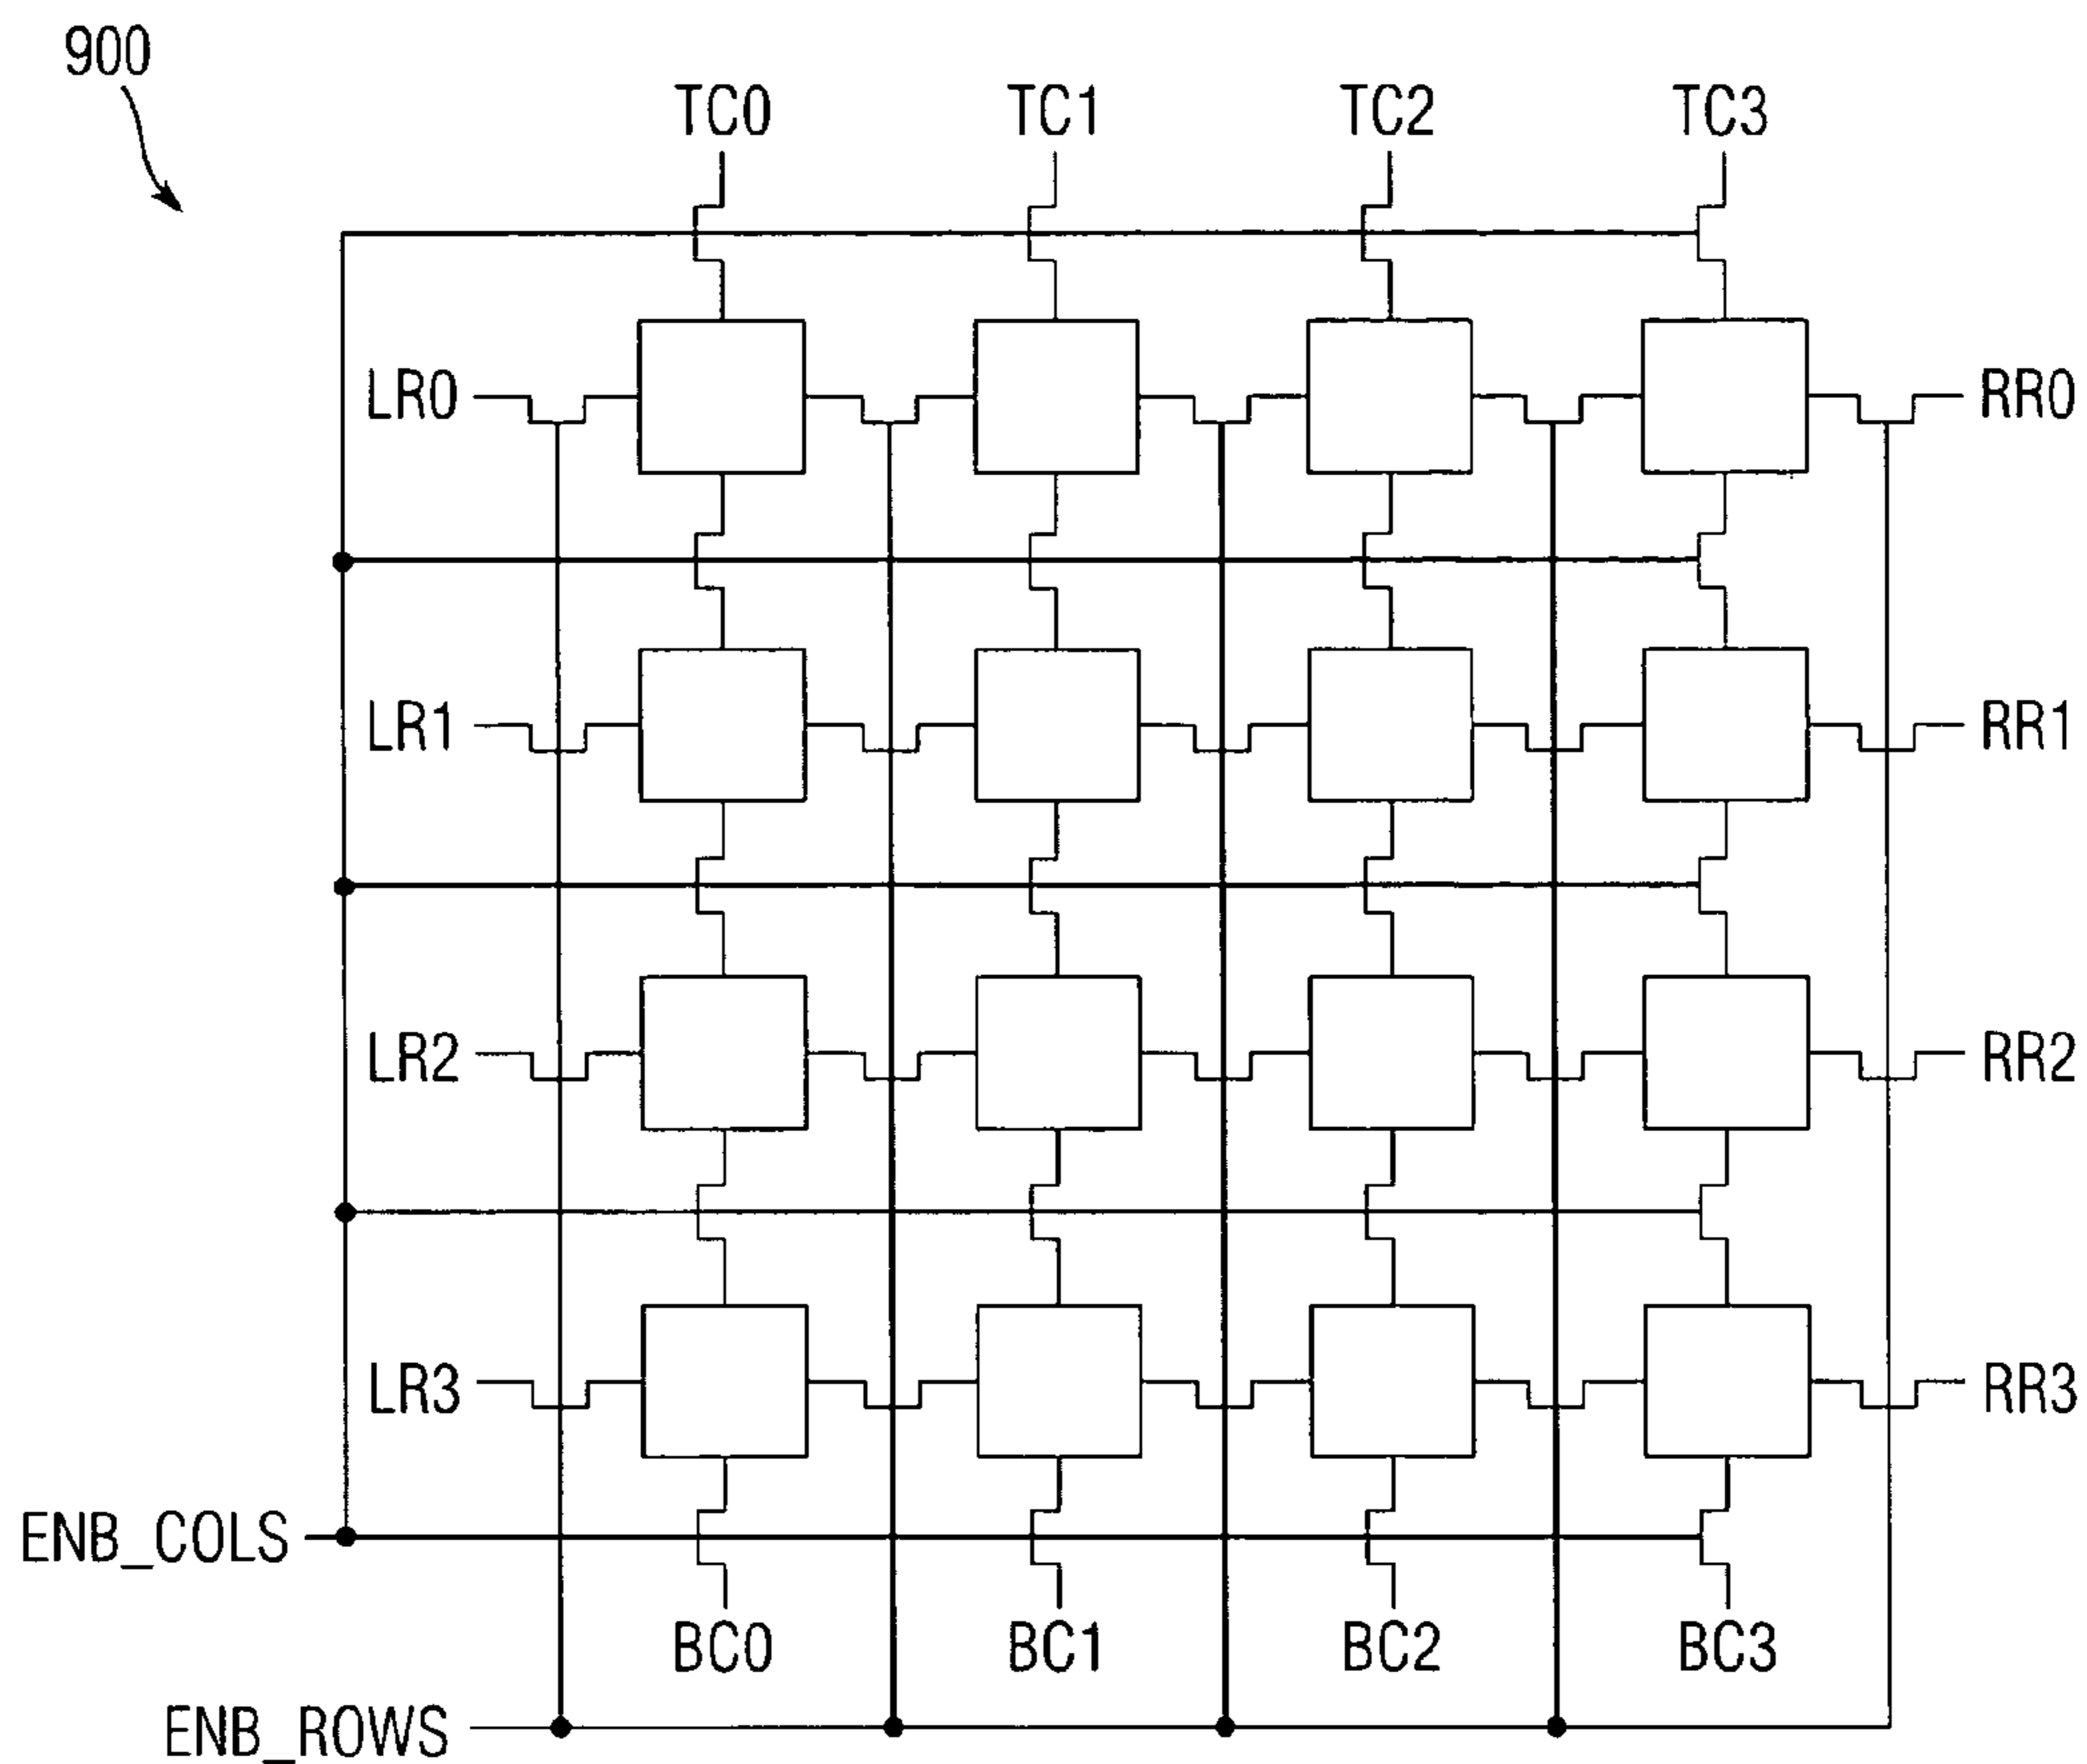 900
TC0 TC1 TC2 TC3
LR0 RR0
LR1 RR1
LR2 RR2
LR3 RR3
ENB_COLS
BC0 BC1 BC2 BC3
ENB_ROWS